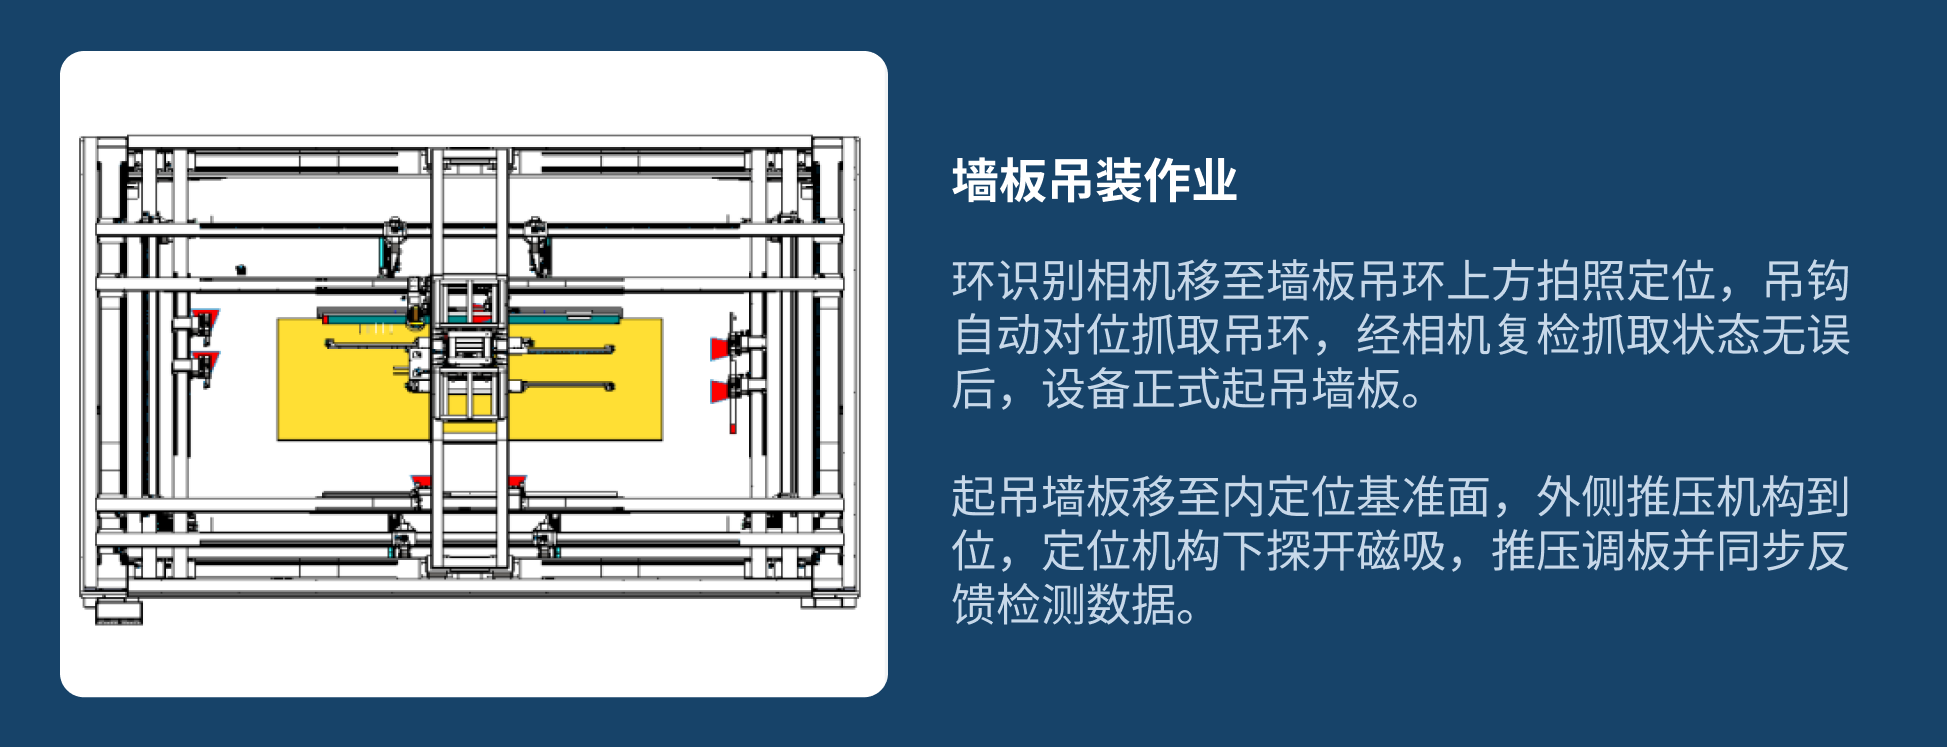 墙板吊装作业
环识别相机移至墙板吊环上方拍照定位，吊钩
自动对位抓取吊环，经相机复检抓取状态无误
后，设备正式起吊墙板。
起吊墙板移至内定位基准面，外侧推压机构到
位，定位机构下探开磁吸，推压调板并同步反
馈检测数据。